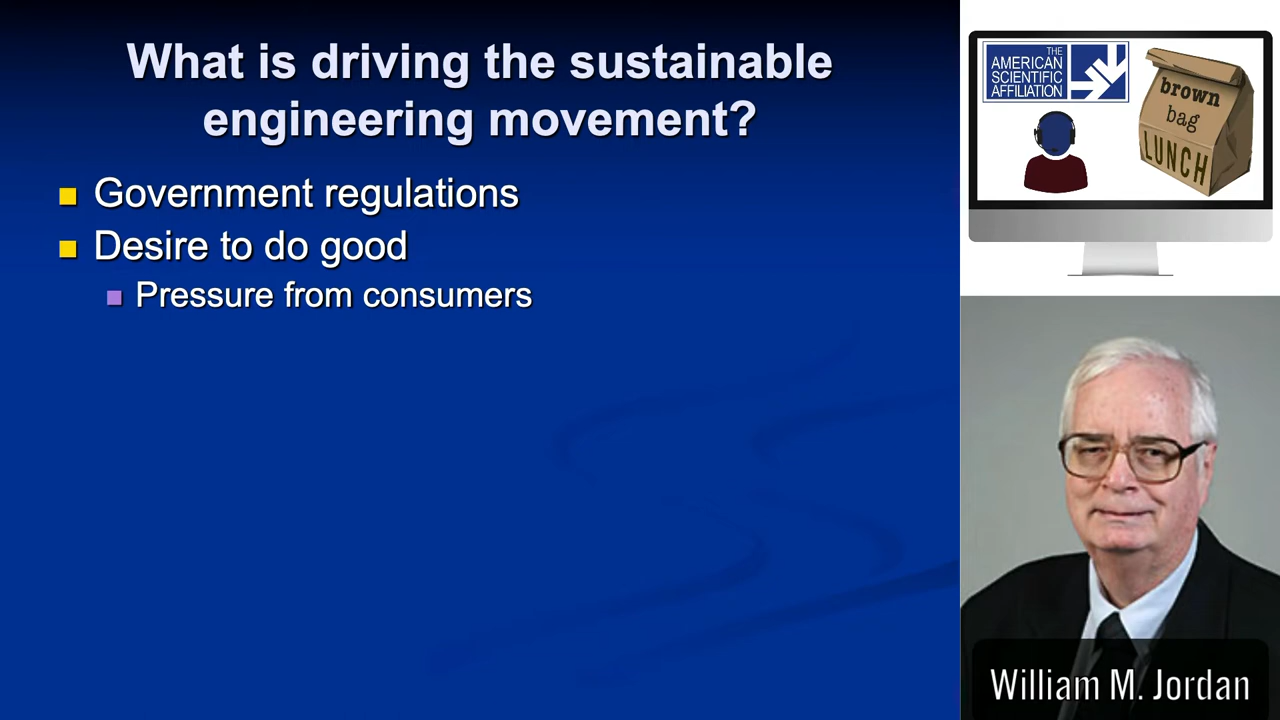 What is driving the sustainable
engineering movement?
Government regulations
Desire to do good
Pressure from consumers
THE
AMERICAN
SCIENTIFIC
AFFILIATION
brown
bag
LUNCH
William M. Jordan